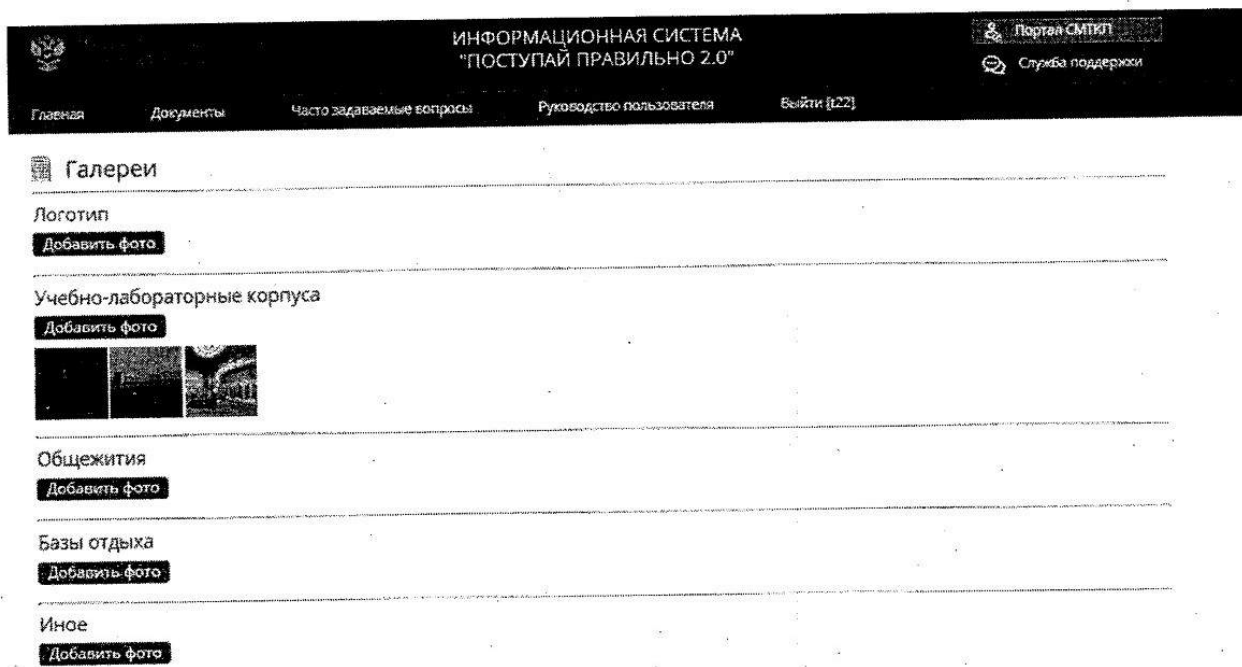 ИНФОРМАЦИОННАЯ СИСТЕМА
"ПОСТУПАЙ ПРАВИЛЬНО 2.0"
Портал СМТКП
Служба поддержки
Главная Документы Часто задаваемые вопросы Руководство пользователя Выйти [t22]
Галереи
Логотип
Добавить фото
Учебно-лабораторные корпуса
Добавить фото
Общежития
Добавить фото
Базы отдыха
Добавить фото
Иное
Добавить фото